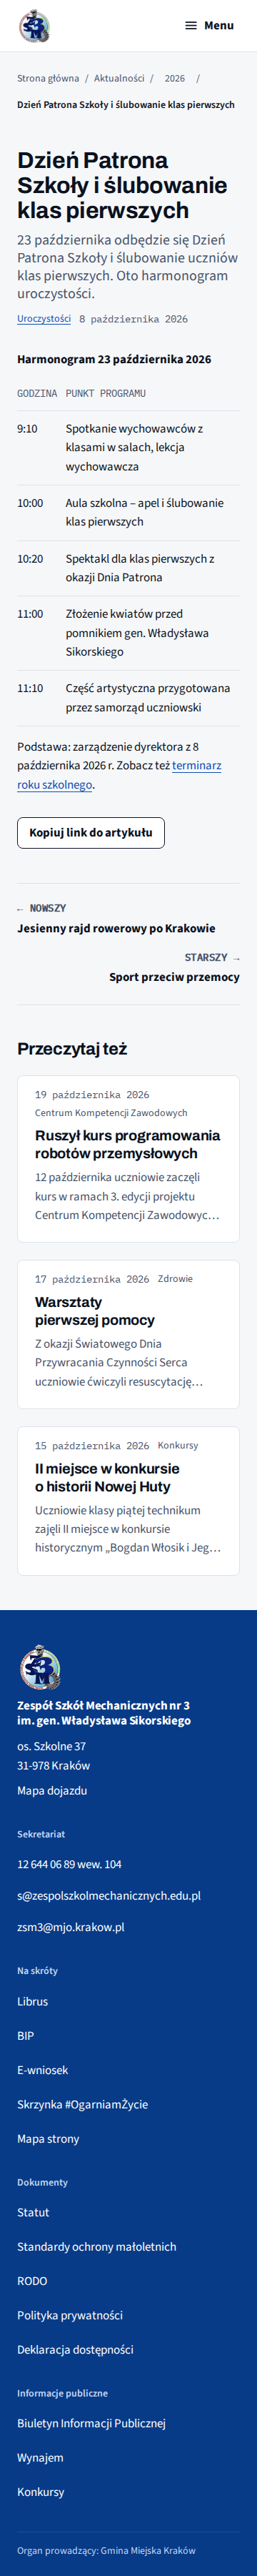 Menu
Strona główna / Aktualności / 2026 /
Dzień Patrona Szkoły i ślubowanie klas pierwszych
Dzień Patrona
Szkoły i ślubowanie
klas pierwszych
23 października odbędzie się Dzień
Patrona Szkoły i ślubowanie uczniów
klas pierwszych. Oto harmonogram
uroczystości.
Uroczystości 8 października 2026
Harmonogram 23 października 2026
GODZINA PUNKT PROGRAMU
9:10 Spotkanie wychowawców z
klasami w salach, lekcja
wychowawcza
10:00 Aula szkolna – apel i ślubowanie
klas pierwszych
10:20 Spektakl dla klas pierwszych z
okazji Dnia Patrona
11:00 Złożenie kwiatów przed
pomnikiem gen. Władysława
Sikorskiego
11:10 Część artystyczna przygotowana
przez samorząd uczniowski
Podstawa: zarządzenie dyrektora z 8
października 2026 r. Zobacz też terminarz
roku szkolnego.
Kopiuj link do artykułu
← NOWSZY
Jesienny rajd rowerowy po Krakowie
STARSZY →
Sport przeciw przemocy
Przeczytaj też
19 października 2026
Centrum Kompetencji Zawodowych
Ruszył kurs programowania
robotów przemysłowych
12 października uczniowie zaczęli
kurs w ramach 3. edycji projektu
Centrum Kompetencji Zawodowyc…
17 października 2026 Zdrowie
Warsztaty
pierwszej pomocy
Z okazji Światowego Dnia
Przywracania Czynności Serca
uczniowie ćwiczyli resuscytację…
15 października 2026 Konkursy
II miejsce w konkursie
o historii Nowej Huty
Uczniowie klasy piątej technikum
zajęli II miejsce w konkursie
historycznym „Bogdan Włosik i Jeg…
Zespół Szkół Mechanicznych nr 3
im. gen. Władysława Sikorskiego
os. Szkolne 37
31-978 Kraków
Mapa dojazdu
Sekretariat
12 644 06 89 wew. 104
s@zespolszkolmechanicznych.edu.pl
zsm3@mjo.krakow.pl
Na skróty
Librus
BIP
E-wniosek
Skrzynka #OgarniamŻycie
Mapa strony
Dokumenty
Statut
Standardy ochrony małoletnich
RODO
Polityka prywatności
Deklaracja dostępności
Informacje publiczne
Biuletyn Informacji Publicznej
Wynajem
Konkursy
Organ prowadzący: Gmina Miejska Kraków